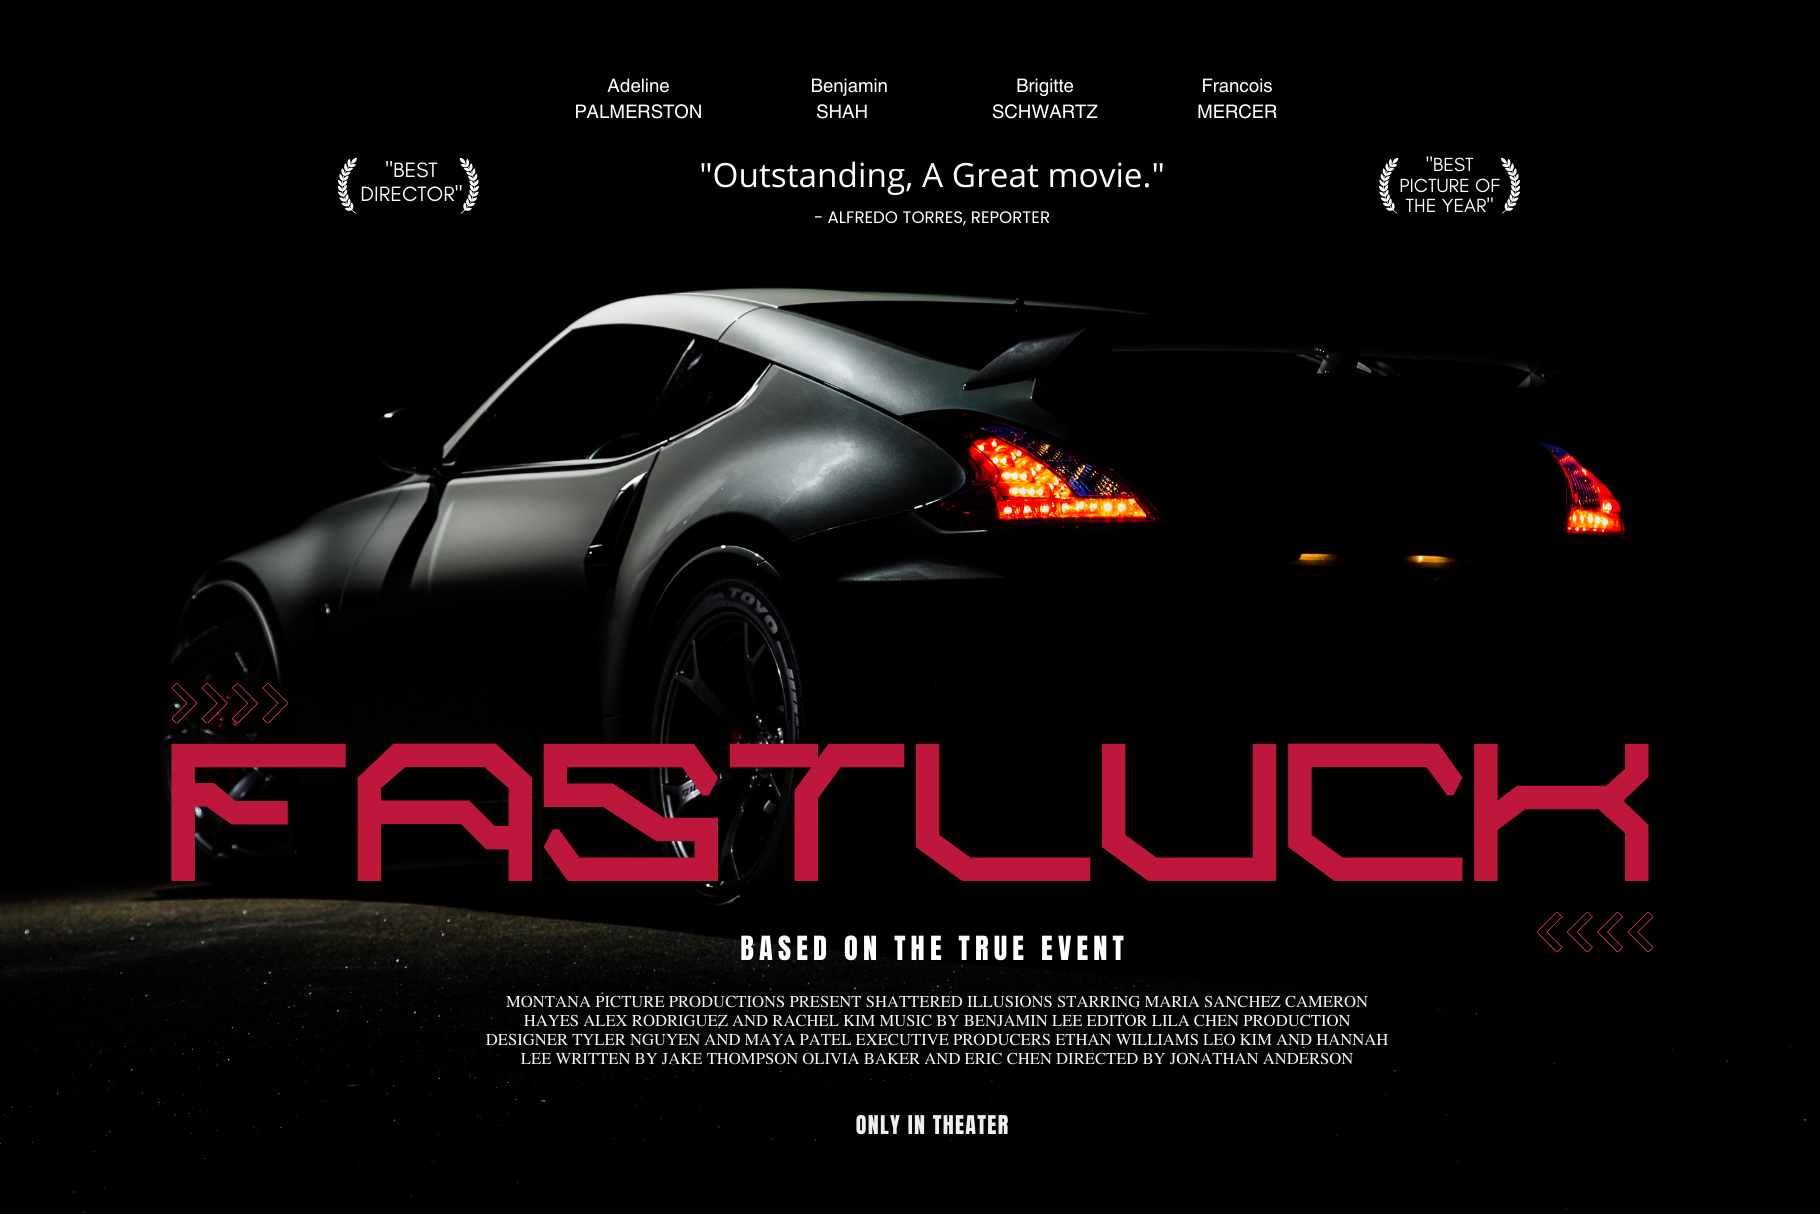 Adeline
PALMERSTON
Benjamin
SHAH
Brigitte
SCHWARTZ
Francois
MERCER
"BEST
DIRECTOR"
"Outstanding, A Great movie."
- ALFREDO TORRES, REPORTER
"BEST
PICTURE OF
THE YEAR"
TOYO
FASTLUCK
BASED ON THE TRUE EVENT
MONTANA PICTURE PRODUCTIONS PRESENT SHATTERED ILLUSIONS STARRING MARIA SANCHEZ CAMERON
HAYES ALEX RODRIGUEZ AND RACHEL KIM MUSIC BY BENJAMIN LEE EDITOR LILA CHEN PRODUCTION
DESIGNER TYLER NGUYEN AND MAYA PATEL EXECUTIVE PRODUCERS ETHAN WILLIAMS LEO KIM AND HANNAH
LEE WRITTEN BY JAKE THOMPSON OLIVIA BAKER AND ERIC CHEN DIRECTED BY JONATHAN ANDERSON
ONLY IN THEATER